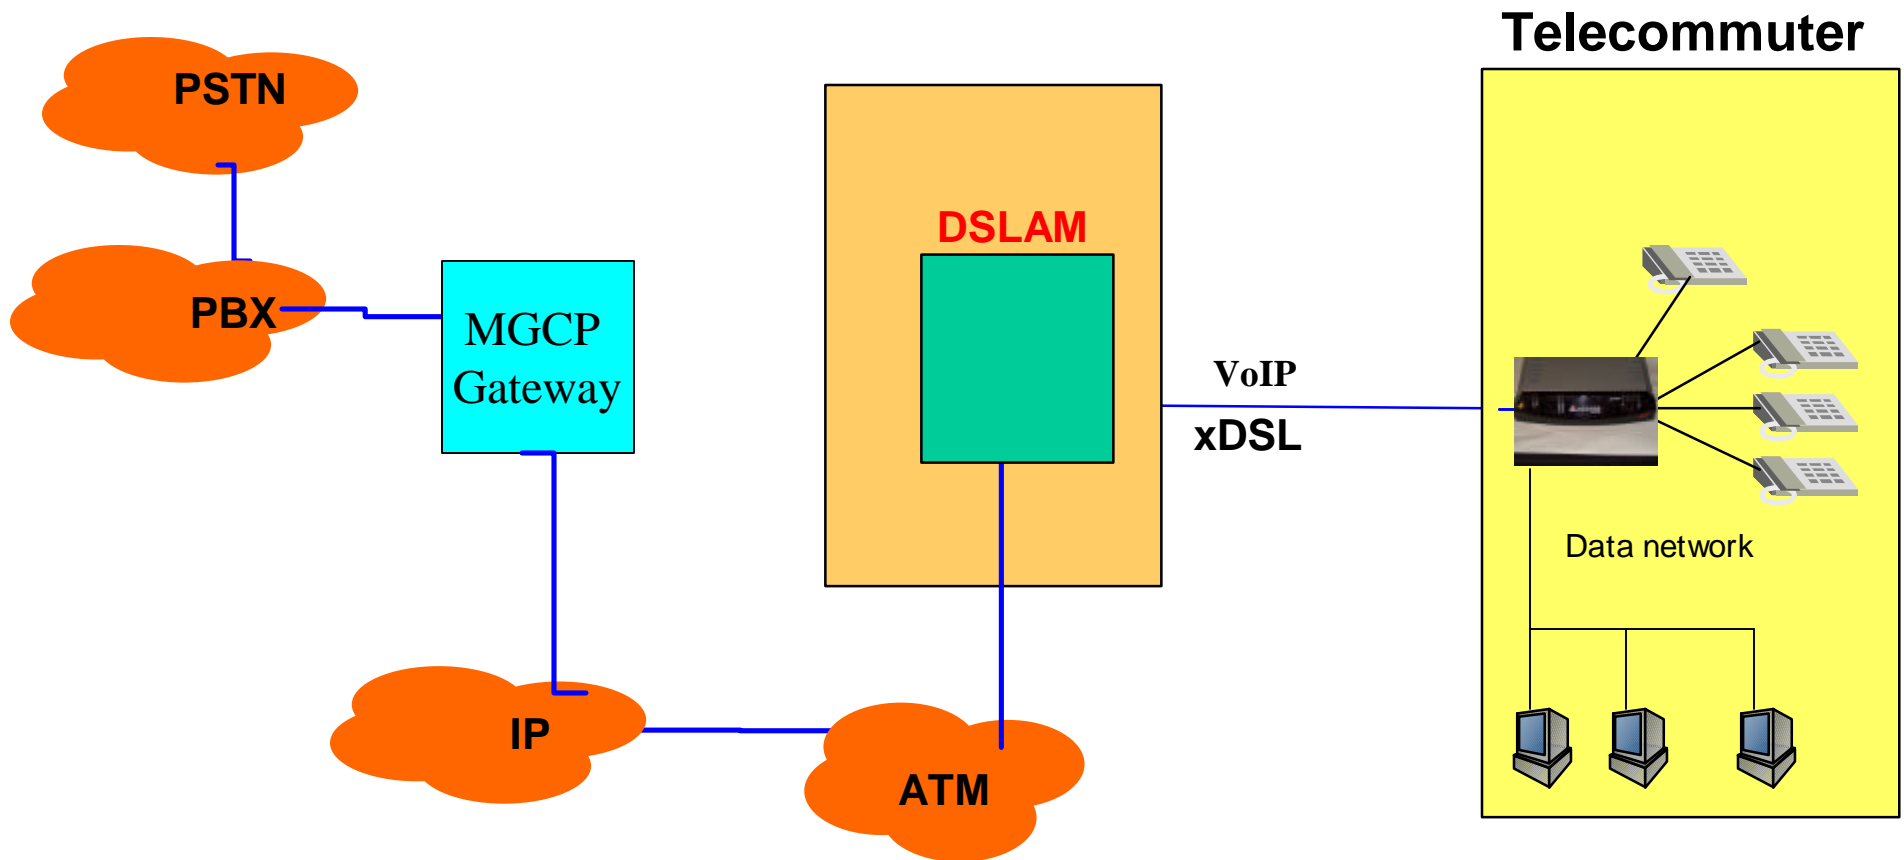 Telecommuter
PSTN
DSLAM
PBX
MGCP
Gateway
VoIP
xDSL
Data network
IP
ATM